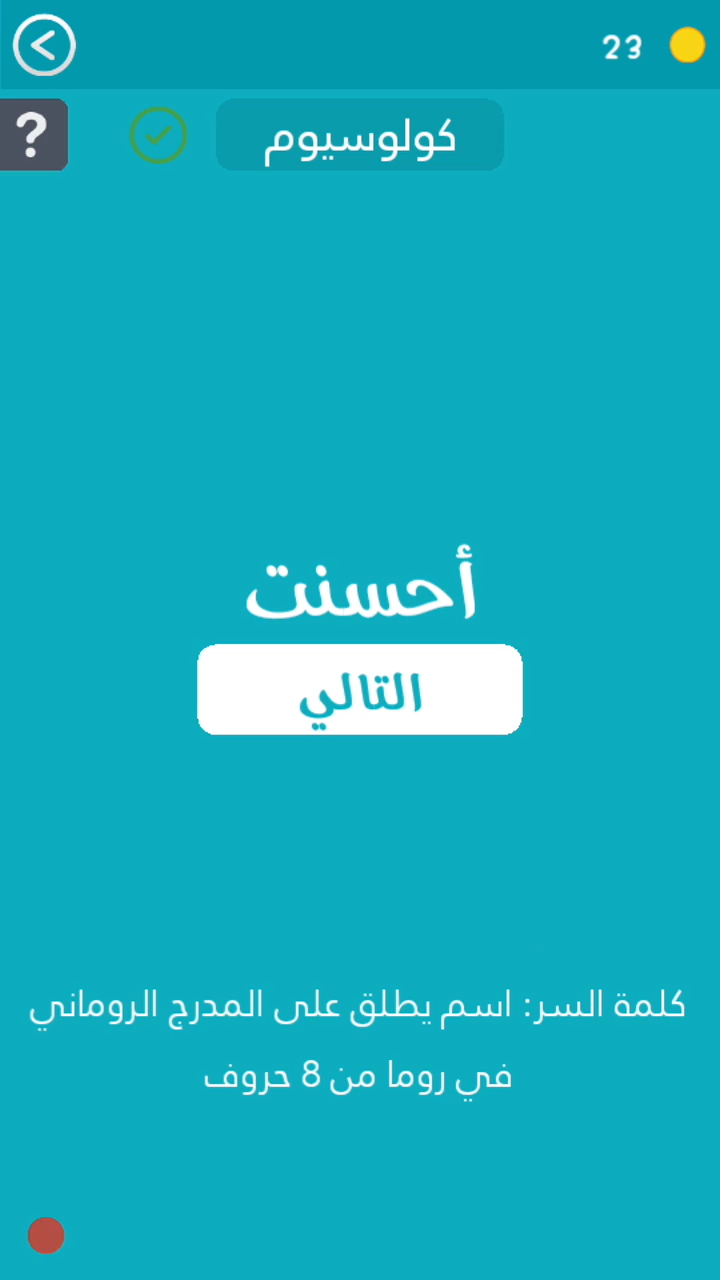 23
?
كولوسيوم
أحسنت
التالي
كلمة السر: اسم يطلق على المدرج الروماني
في روما من 8 حروف